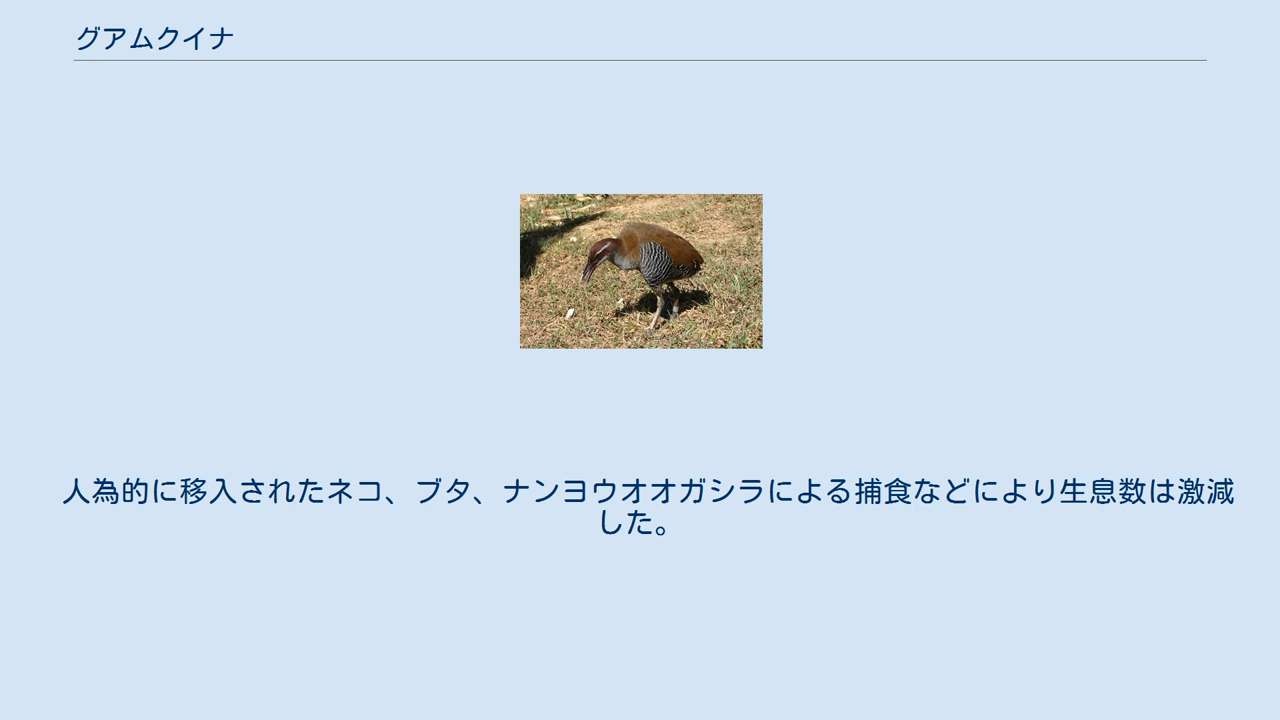 グアムクイナ
人為的に移入されたネコ、ブタ、ナンヨウオオガシラによる捕食などにより生息数は激減
した。